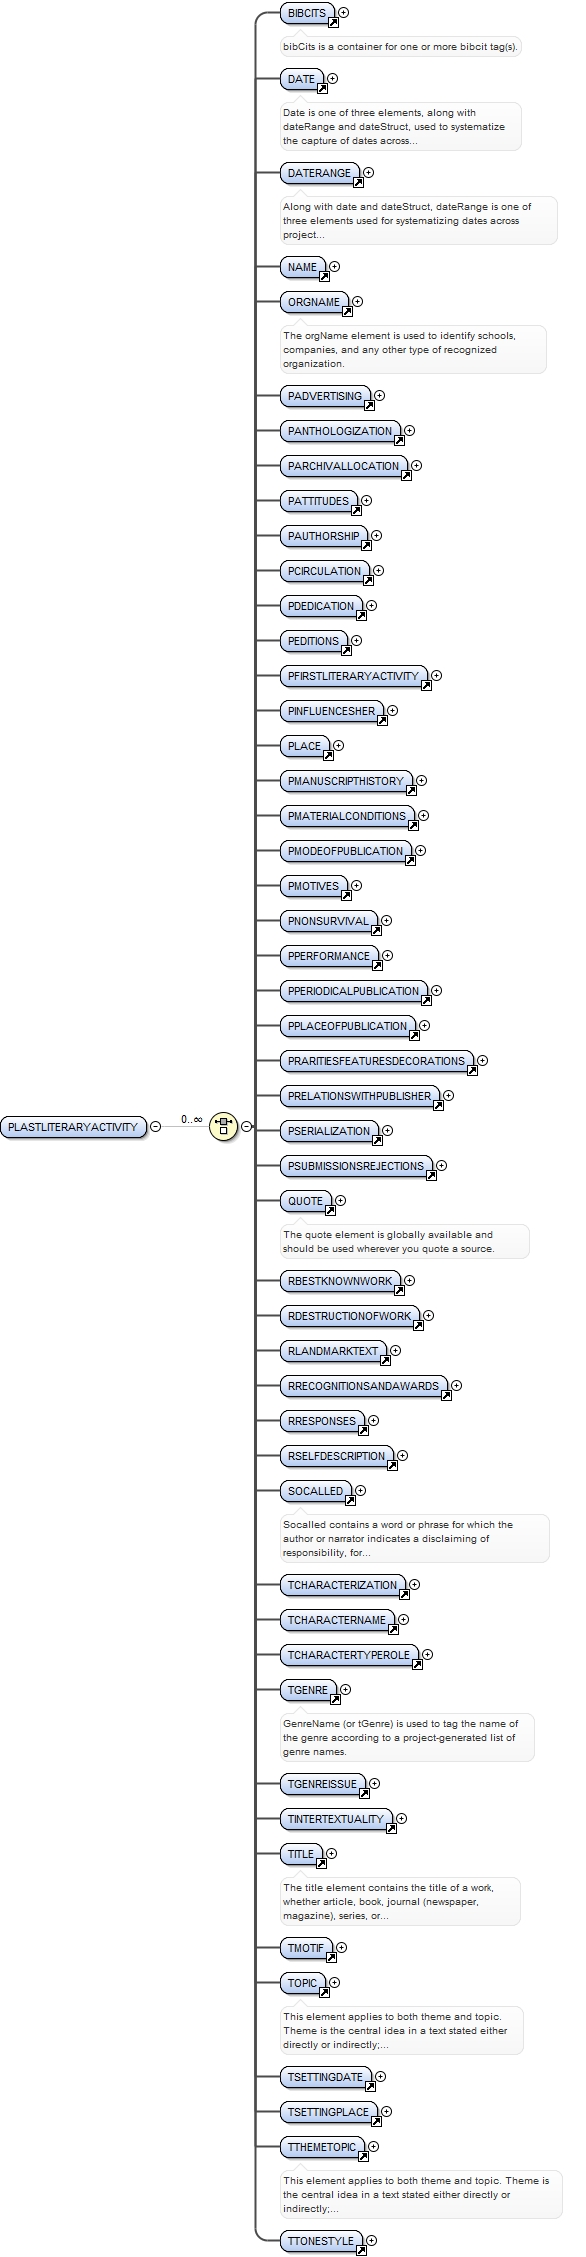 BIBCITS
bibCits is a container for one or more bibcit tag(s).
DATE
Date is one of three elements, along with
dateRange and dateStruct, used to systematize
the capture of dates across...
DATERANGE
Along with date and dateStruct, dateRange is one of
three elements used for systematizing dates across
project...
NAME
ORGNAME
The orgName element is used to identify schools,
companies, and any other type of recognized
organization.
PADVERTISING
PANTHOLOGIZATION
PARCHIVALLOCATION
PATTITUDES
PAUTHORSHIP
PCIRCULATION
PDEDICATION
PEDITIONS
PFIRSTLITERARYACTIVITY
PINFLUENCESHER
PLACE
PMANUSCRIPTHISTORY
PMATERIALCONDITIONS
PMODEOFPUBLICATION
PMOTIVES
PNONSURVIVAL
PPERFORMANCE
PPERIODICALPUBLICATION
PPLACEOFPUBLICATION
PRARITIESFEATURESDECORATIONS
PRELATIONSWITHPUBLISHER
PLASTLITERARYACTIVITY 0..∞
PSERIALIZATION
PSUBMISSIONSREJECTIONS
QUOTE
The quote element is globally available and
should be used wherever you quote a source.
RBESTKNOWNWORK
RDESTRUCTIONOFWORK
RLANDMARKTEXT
RRECOGNITIONSANDAWARDS
RRESPONSES
RSELFDESCRIPTION
SOCALLED
Socalled contains a word or phrase for which the
author or narrator indicates a disclaiming of
responsibility, for...
TCHARACTERIZATION
TCHARACTERNAME
TCHARACTERTYPEROLE
TGENRE
GenreName (or tGenre) is used to tag the name of
the genre according to a project-generated list of
genre names.
TGENREISSUE
TINTERTEXTUALITY
TITLE
The title element contains the title of a work,
whether article, book, journal (newspaper,
magazine), series, or...
TMOTIF
TOPIC
This element applies to both theme and topic.
Theme is the central idea in a text stated either
directly or indirectly;...
TSETTINGDATE
TSETTINGPLACE
TTHEMETOPIC
This element applies to both theme and topic. Theme is
the central idea in a text stated either directly or
indirectly;...
TTONESTYLE